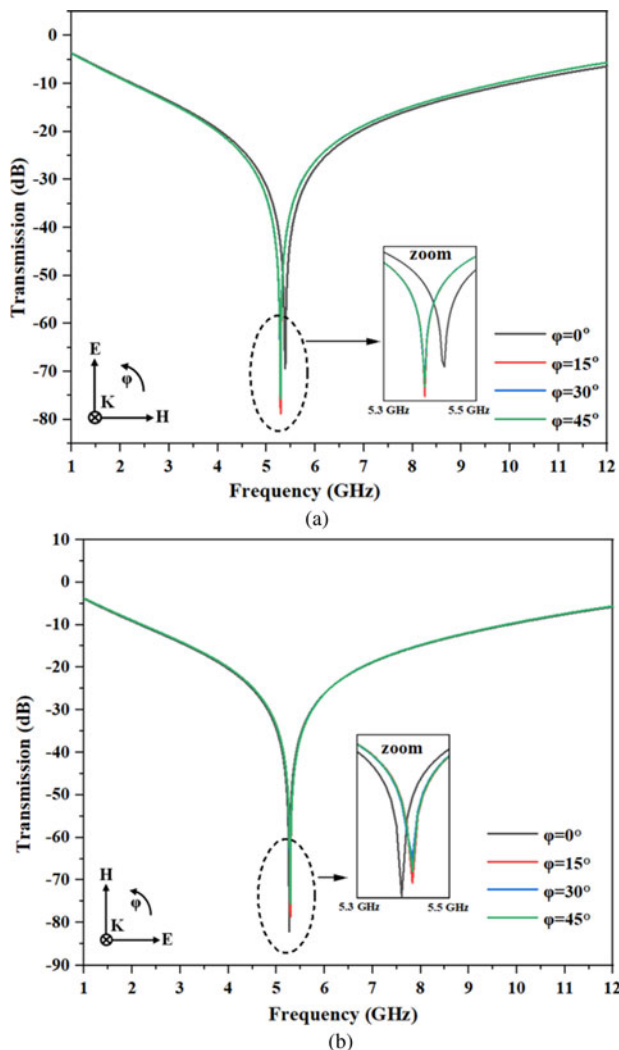 0
-10
-20
-30
-40
-50
-60
-70
-80
Transmission (dB)
zoom
5.3 GHz 5.5 GHz
φ=0°
φ=15°
φ=30°
φ=45°
E
φ
K
H
1 2 3 4 5 6 7 8 9 10 11 12
Frequency (GHz)
(a)
10
0
-10
-20
-30
-40
-50
-60
-70
-80
-90
Transmission (dB)
zoom
5.3 GHz 5.5 GHz
φ=0°
φ=15°
φ=30°
φ=45°
H
φ
K
E
1 2 3 4 5 6 7 8 9 10 11 12
Frequency (GHz)
(b)